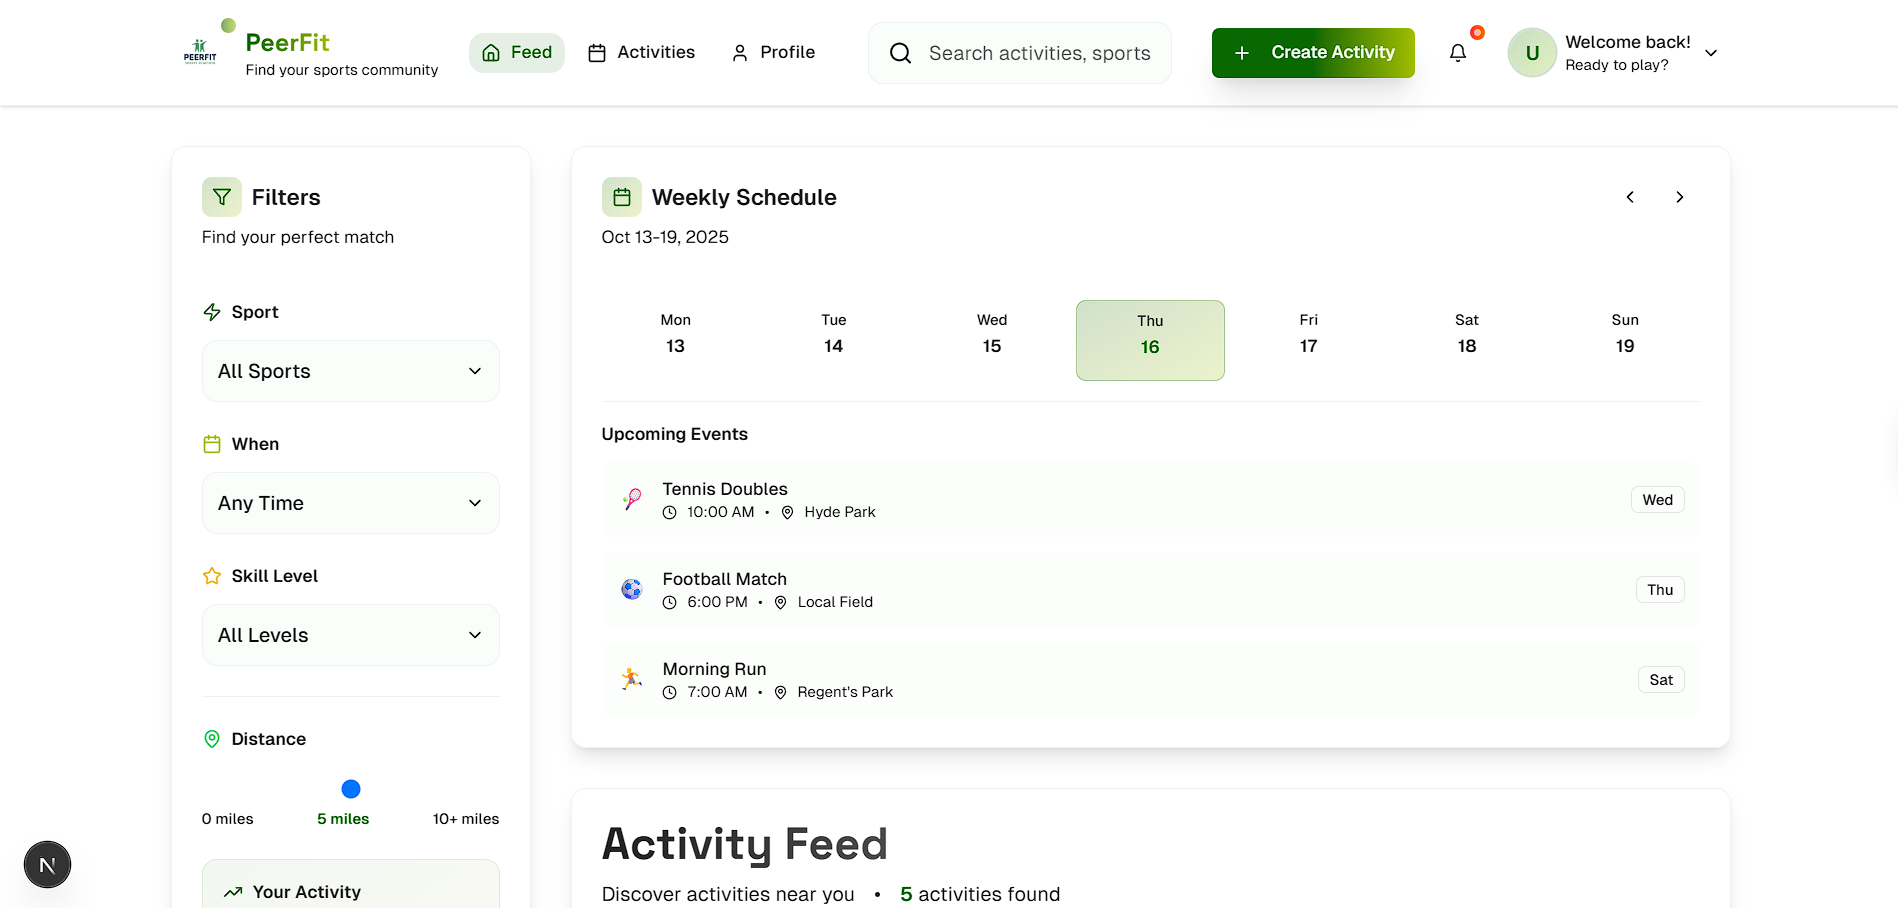 PEERFIT
PeerFit
Find your sports community
Feed
Activities
Profile
Search activities, sports
Create Activity
U
Welcome back!
Ready to play?
Filters
Find your perfect match
Sport
All Sports
When
Any Time
Skill Level
All Levels
Distance
0 miles
5 miles
10+ miles
Your Activity
N
Weekly Schedule
Oct 13-19, 2025
Mon
13
Tue
14
Wed
15
Thu
16
Fri
17
Sat
18
Sun
19
Upcoming Events
Tennis Doubles
10:00 AM • Hyde Park
Wed
Football Match
6:00 PM • Local Field
Thu
Morning Run
7:00 AM • Regent's Park
Sat
Activity Feed
Discover activities near you • 5 activities found